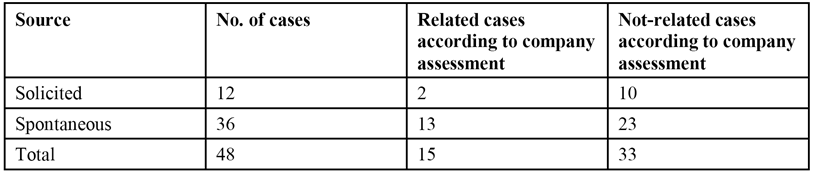 Source No. of cases Related cases Not-related cases
according to company according to company
assessment assessment
Solicited 12 2 10
Spontaneous 36 13 23
Total 48 15 33